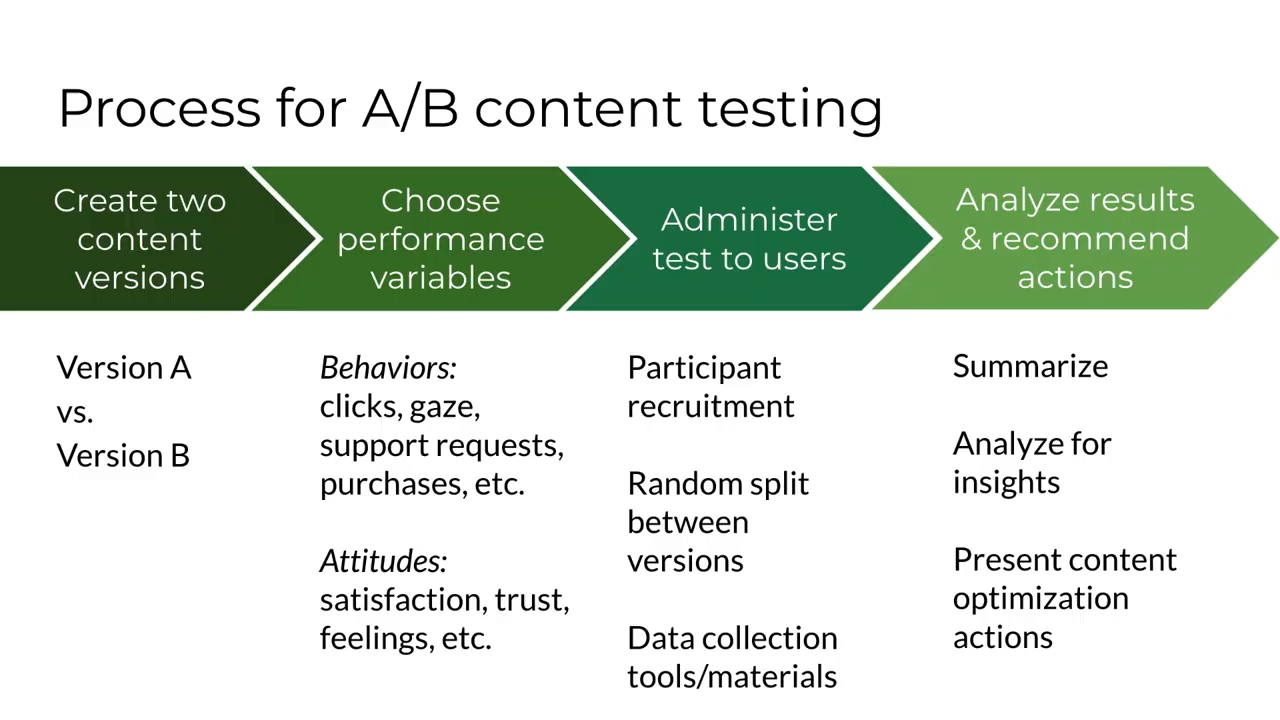 Process for A/B content testing
Create two
content
versions
Choose
performance
variables
Administer
test to users
Analyze results
& recommend
actions
Version A
vs.
Version B
Behaviors:
clicks, gaze,
support requests,
purchases, etc.
Attitudes:
satisfaction, trust,
feelings, etc.
Participant
recruitment
Random split
between
versions
Data collection
tools/materials
Summarize
Analyze for
insights
Present content
optimization
actions